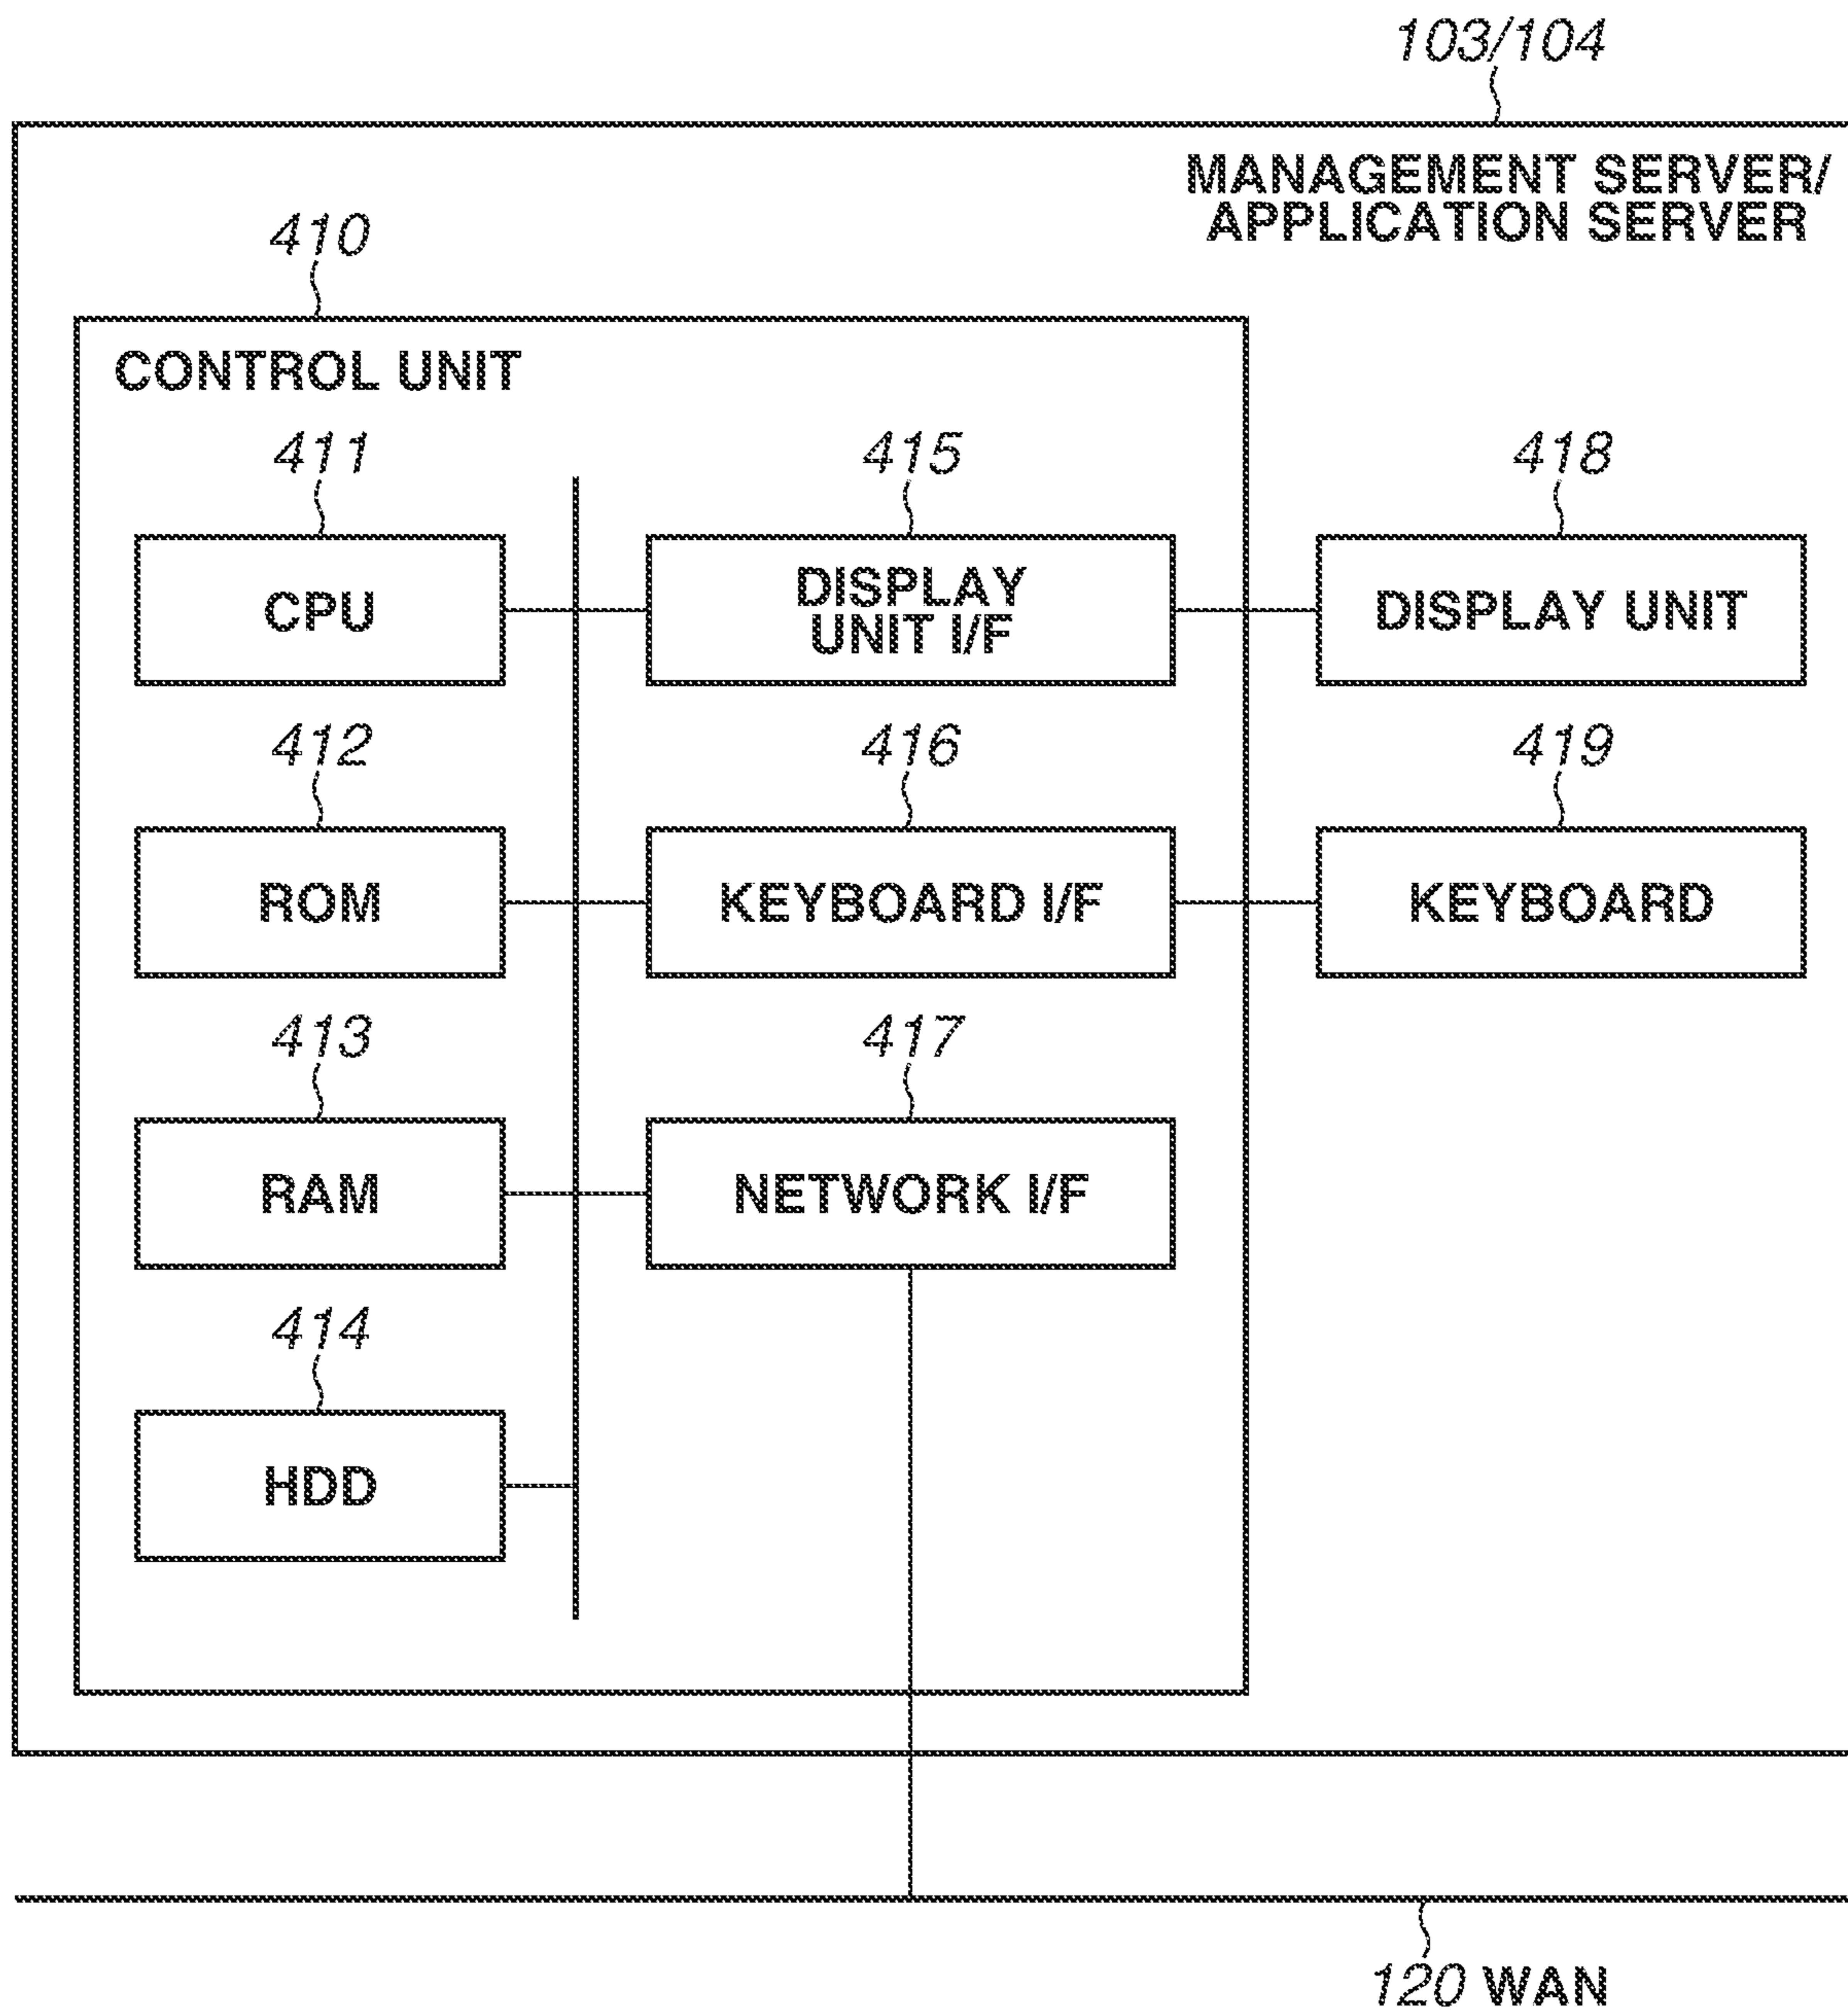 103/104
MANAGEMENT SERVER/
APPLICATION SERVER
410
CONTROL UNIT
411
415
418
CPU
DISPLAY
UNIT I/F
DISPLAY UNIT
412
416
419
ROM
KEYBOARD I/F
KEYBOARD
413
417
RAM
NETWORK I/F
414
HDD
120 WAN